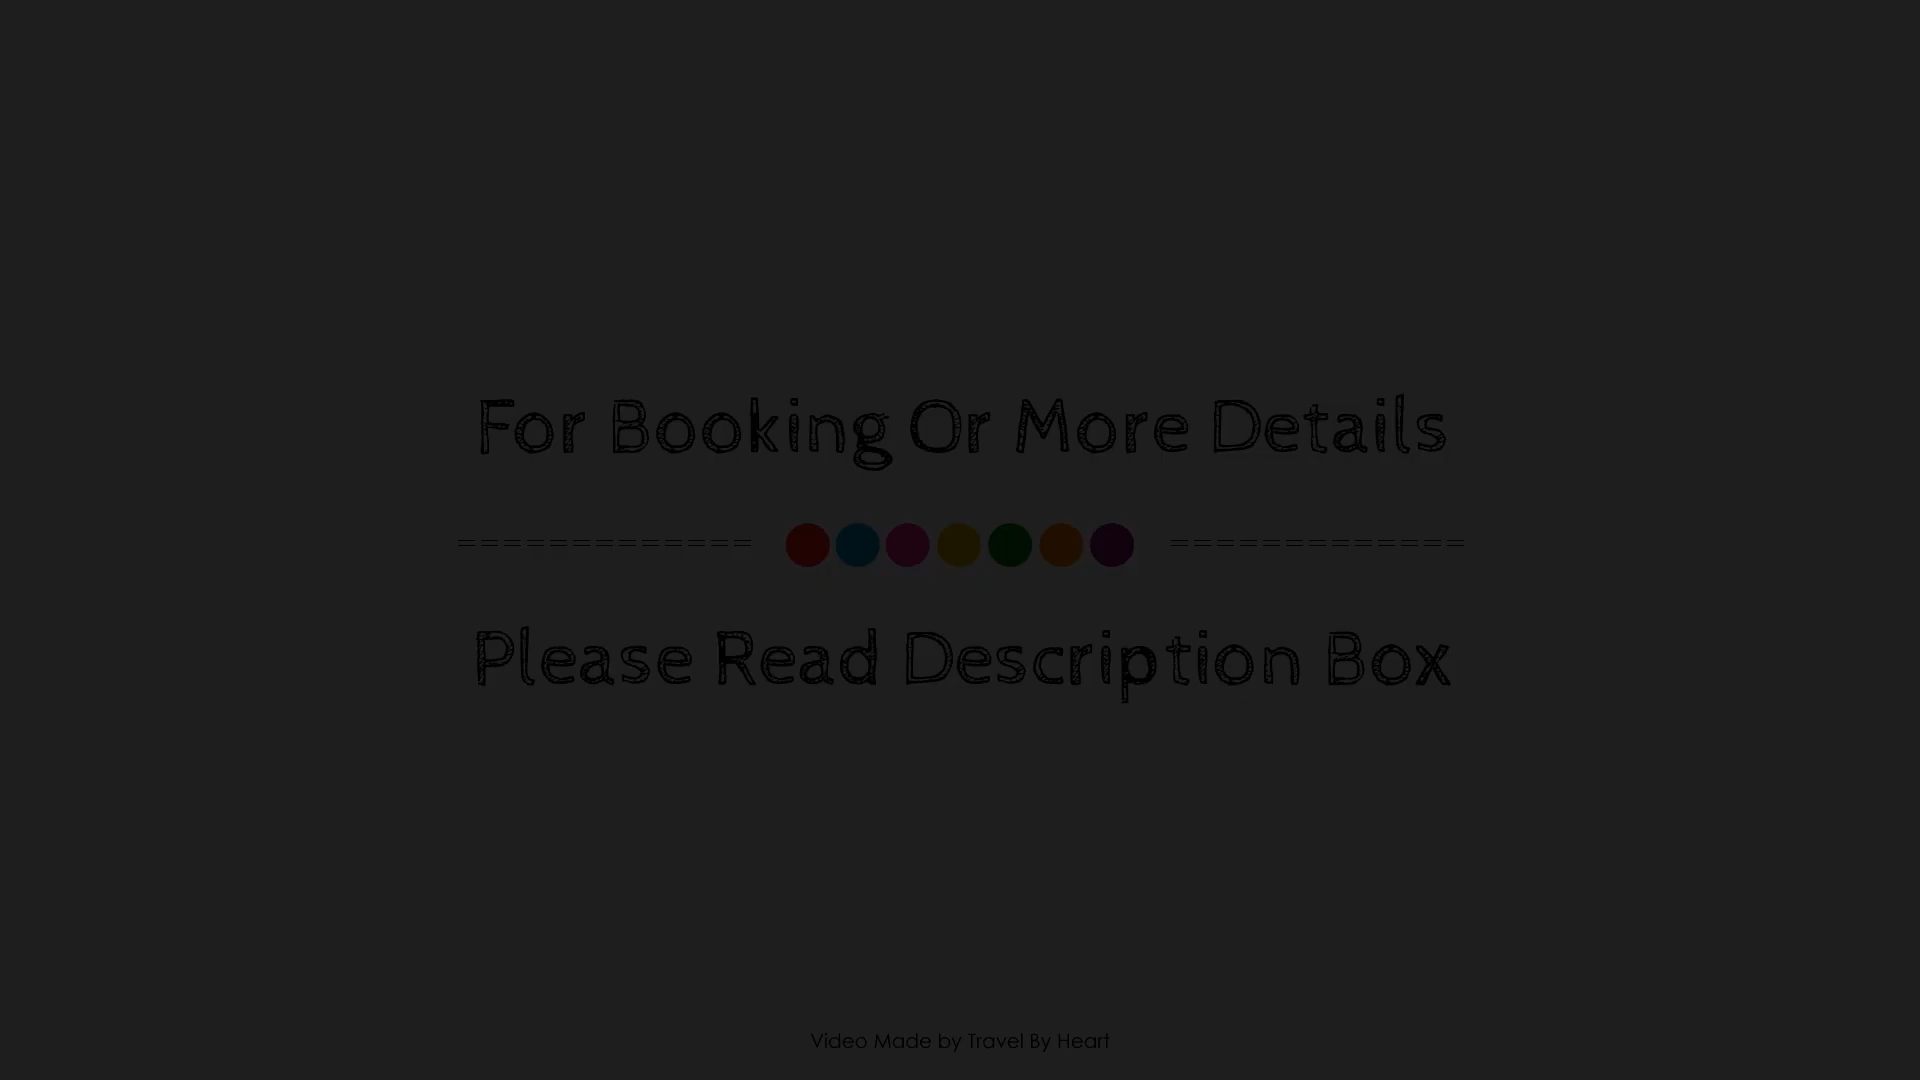 For Booking Or More Details
============= =============
Please Read Description Box
Video Made by Travel By Heart